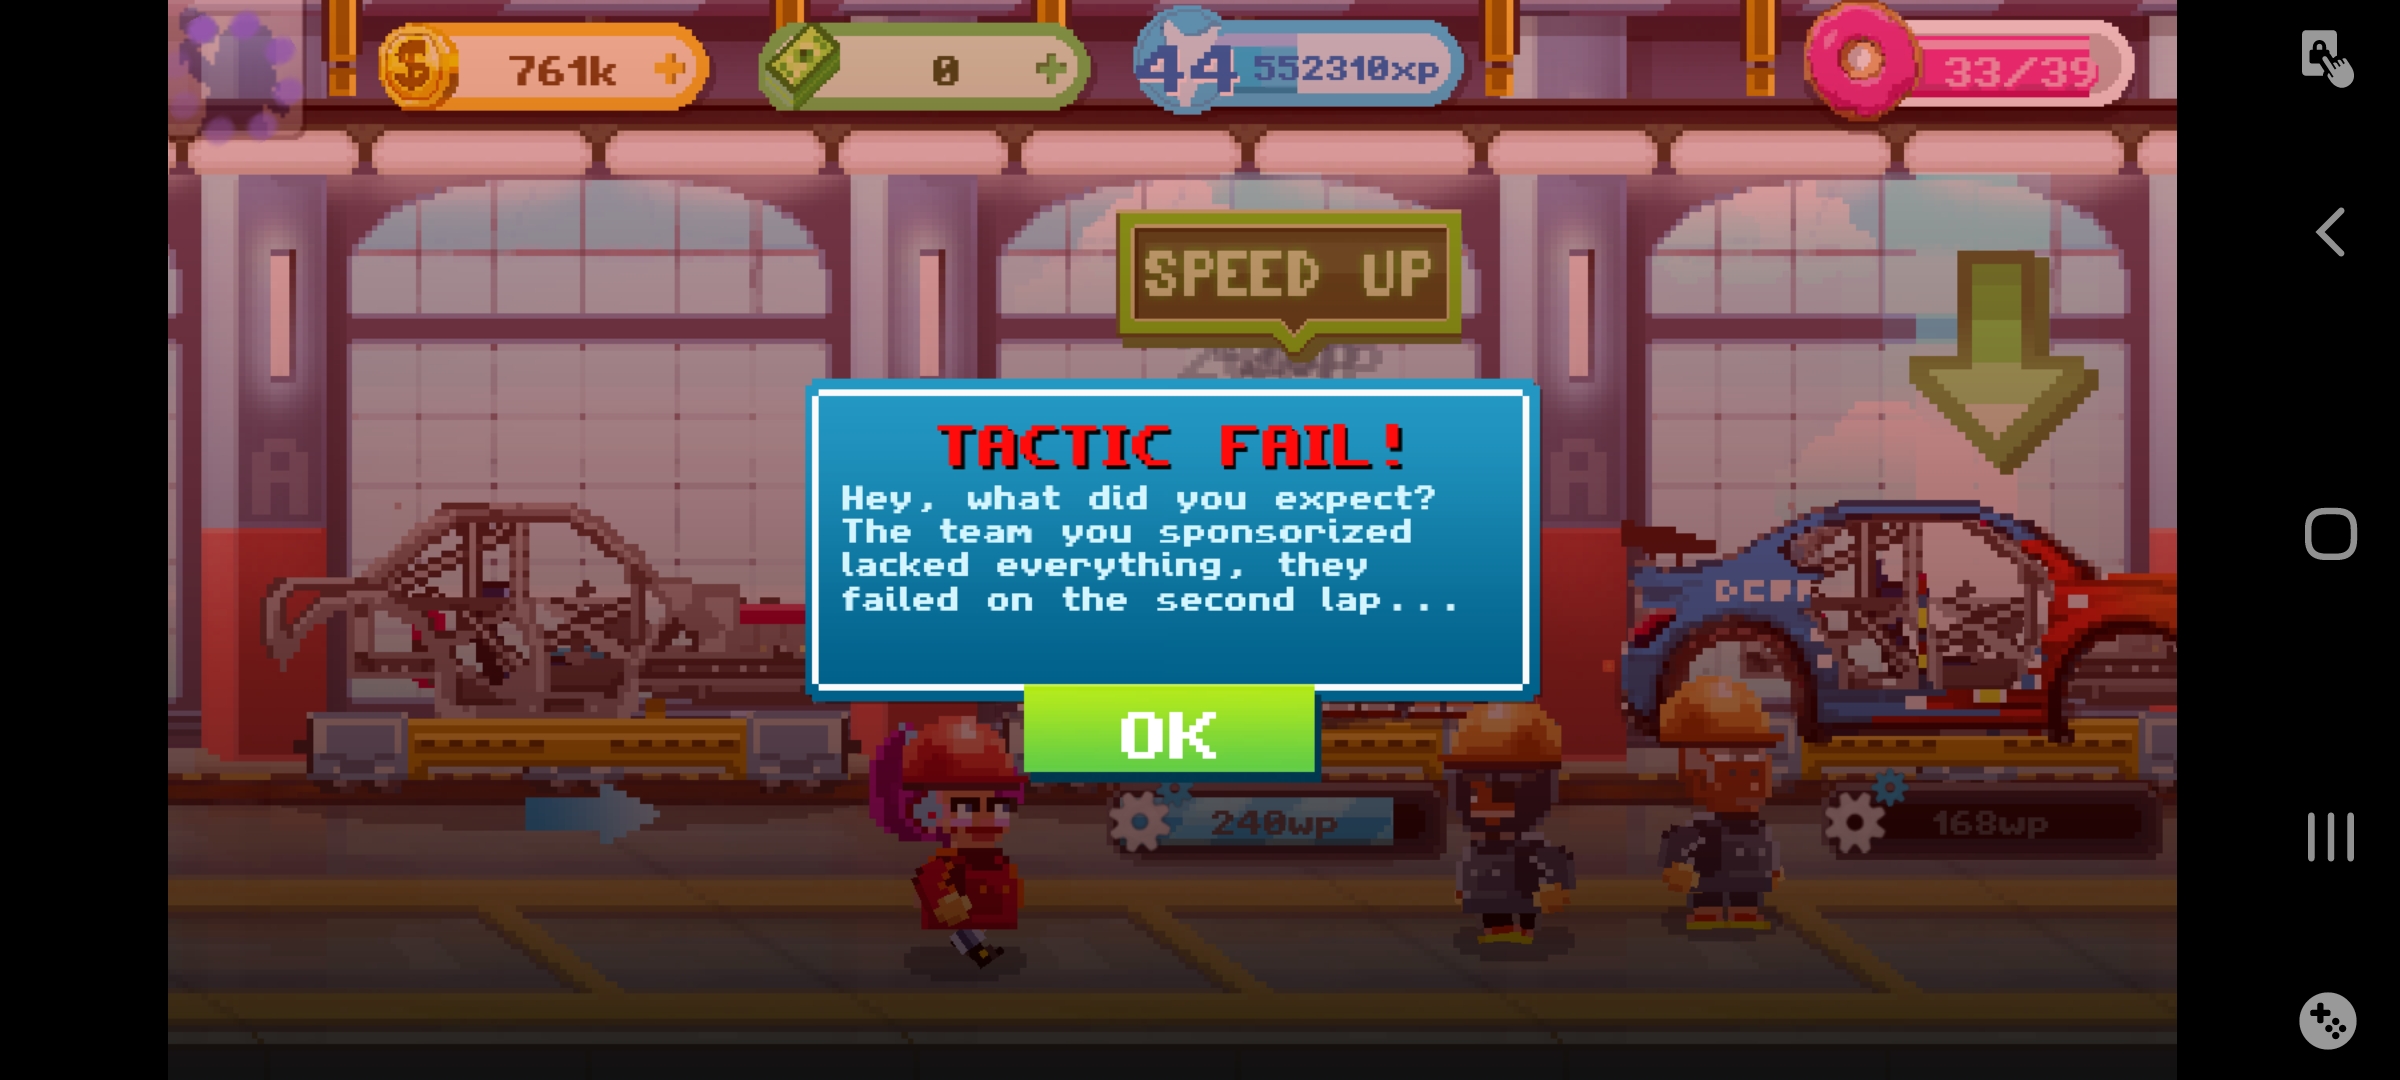 761k
0
44
552310xp
33/39
SPEED UP
TACTIC FAIL!
Hey, what did you expect?
The team you sponsorized
lacked everything, they
failed on the second lap...
OK
240wp
168wp
A
A